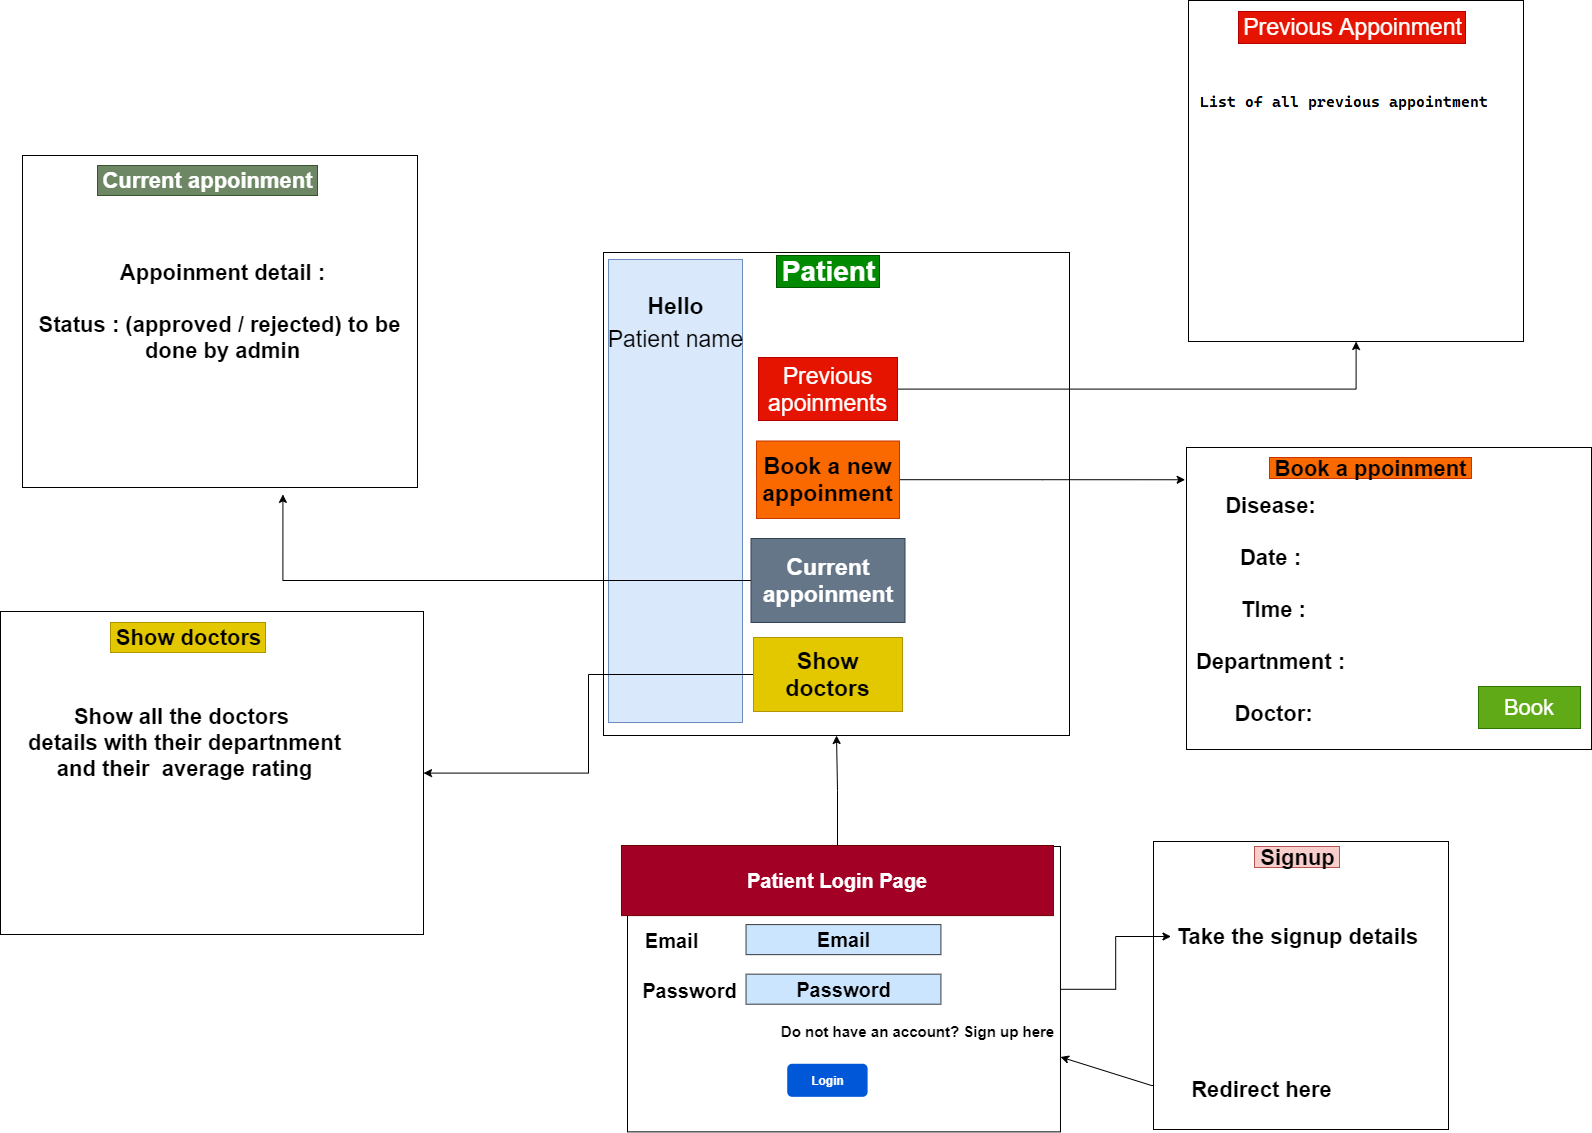 Previous Appoinment
List of all previous appointment
Current appoinment
Appoinment detail :
Status : (approved / rejected) to be
done by admin
Patient
Hello
Patient name
Previous
apoinments
Book a new
appoinment
Current
appoinment
Show
doctors
Book a ppoinment
Disease:
Date :
TIme :
Departnment :
Doctor:
Book
Show doctors
Show all the doctors
details with their departnment
and their average rating
Patient Login Page
Email
Email
Password
Password
Do not have an account? Sign up here
Login
Signup
Take the signup details
Redirect here